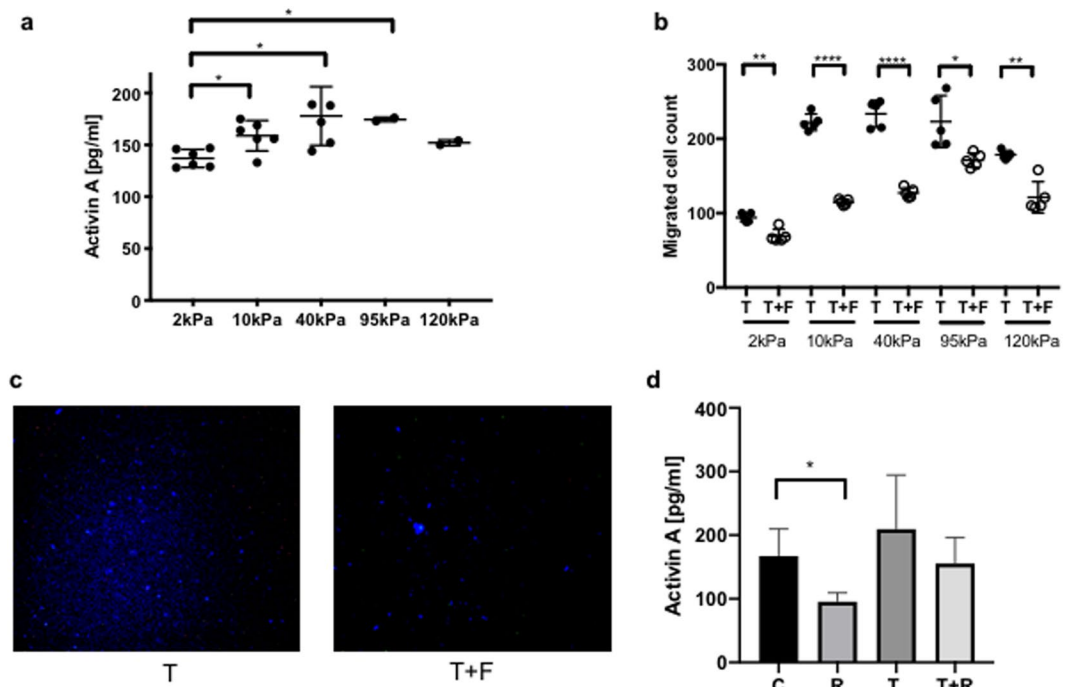 a
*
*
*
200
150
100
50
0
Activin A [pg/ml]
2kPa 10kPa 40kPa 95kPa 120kPa
b
** **** **** * **
300
200
100
0
Migrated cell count
T T+F T T+F T T+F T T+F T T+F
2kPa 10kPa 40kPa 95kPa 120kPa
c
T T+F
d
*
400
300
200
100
0
Activin A [pg/ml]
C R T T+R